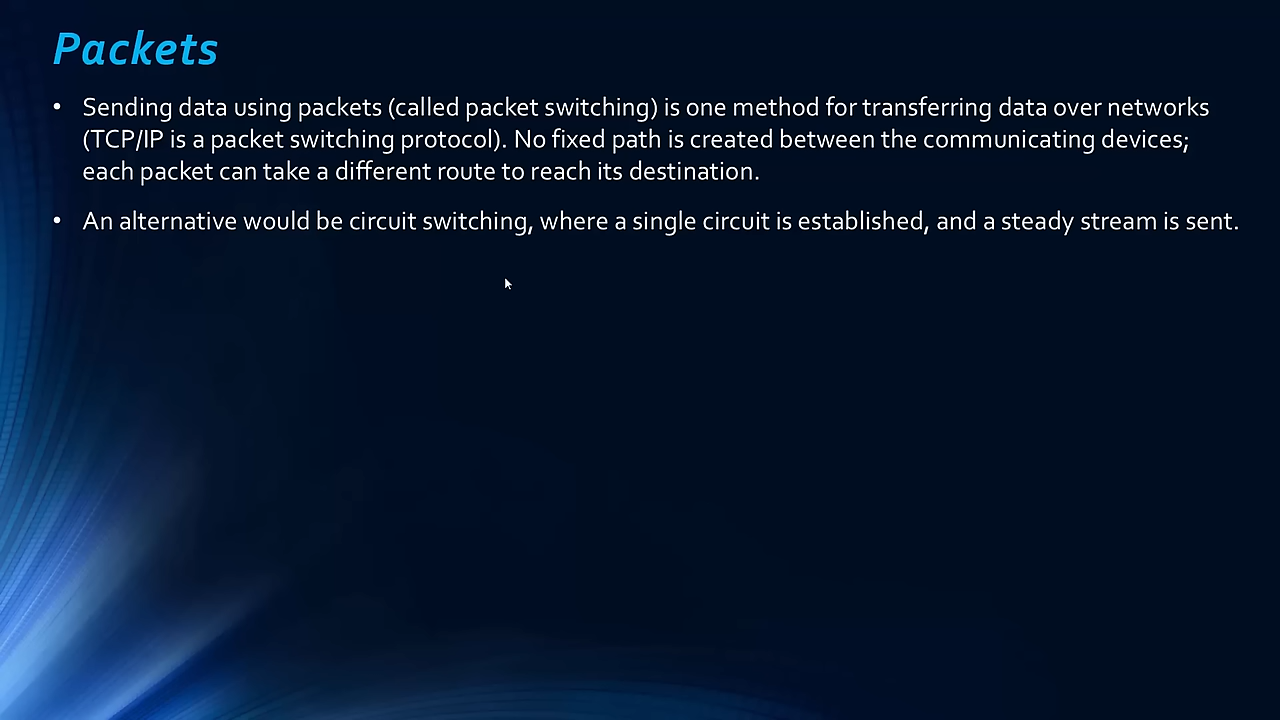 Packets
• Sending data using packets (called packet switching) is one method for transferring data over networks
(TCP/IP is a packet switching protocol). No fixed path is created between the communicating devices;
each packet can take a different route to reach its destination.
• An alternative would be circuit switching, where a single circuit is established, and a steady stream is sent.